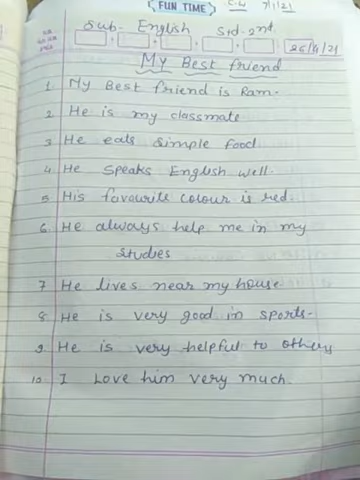 FUN TIME
C.W 7/1/21
Sub- English Std-2nd
My Best friend
1 My Best friend is Ram.
2 He is my classmate
3 He eats simple food
4 He speaks English well.
5 His favourite colour is red.
6 He always help me in my
studies
7 He lives near my house
8 He is very good in sports.
9. He is very helpful to others
10. I Love him very much.